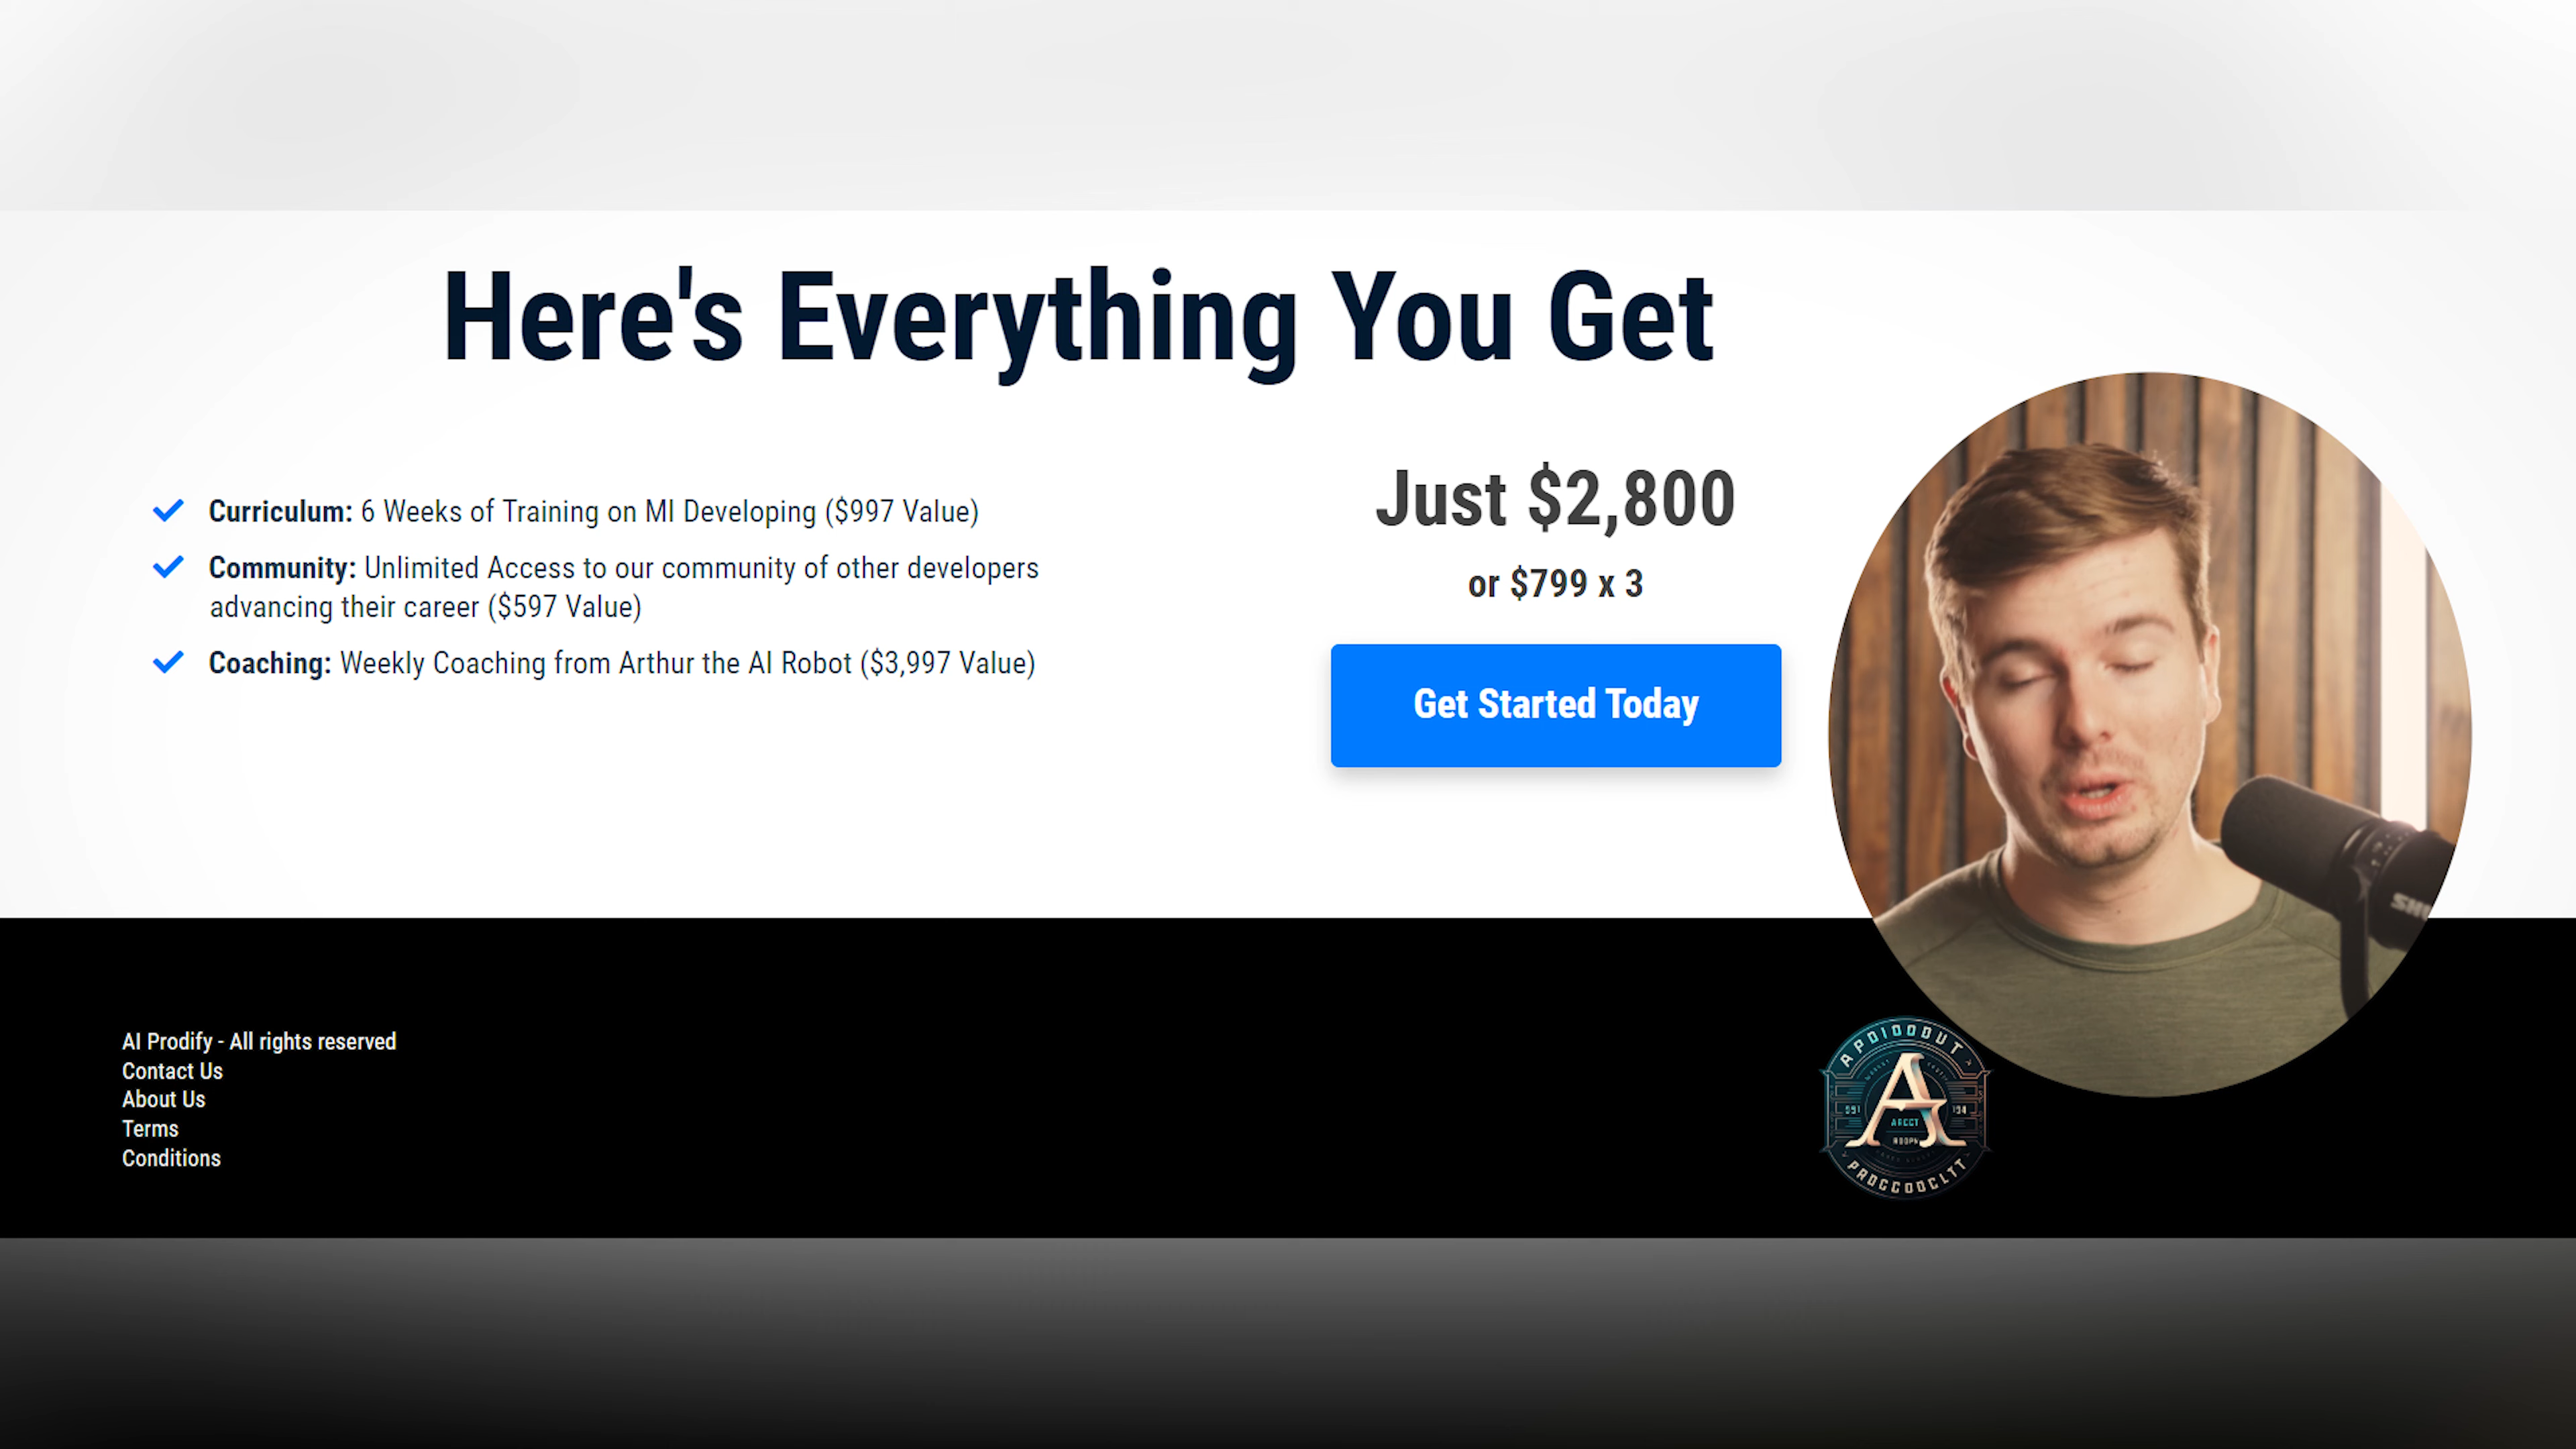 Here's Everything You Get
Curriculum: 6 Weeks of Training on MI Developing ($997 Value)
Community: Unlimited Access to our community of other developers
advancing their career ($597 Value)
Coaching: Weekly Coaching from Arthur the AI Robot ($3,997 Value)
Just $2,800
or $799 x 3
Get Started Today
AI Prodify - All rights reserved
Contact Us
About Us
Terms
Conditions
A